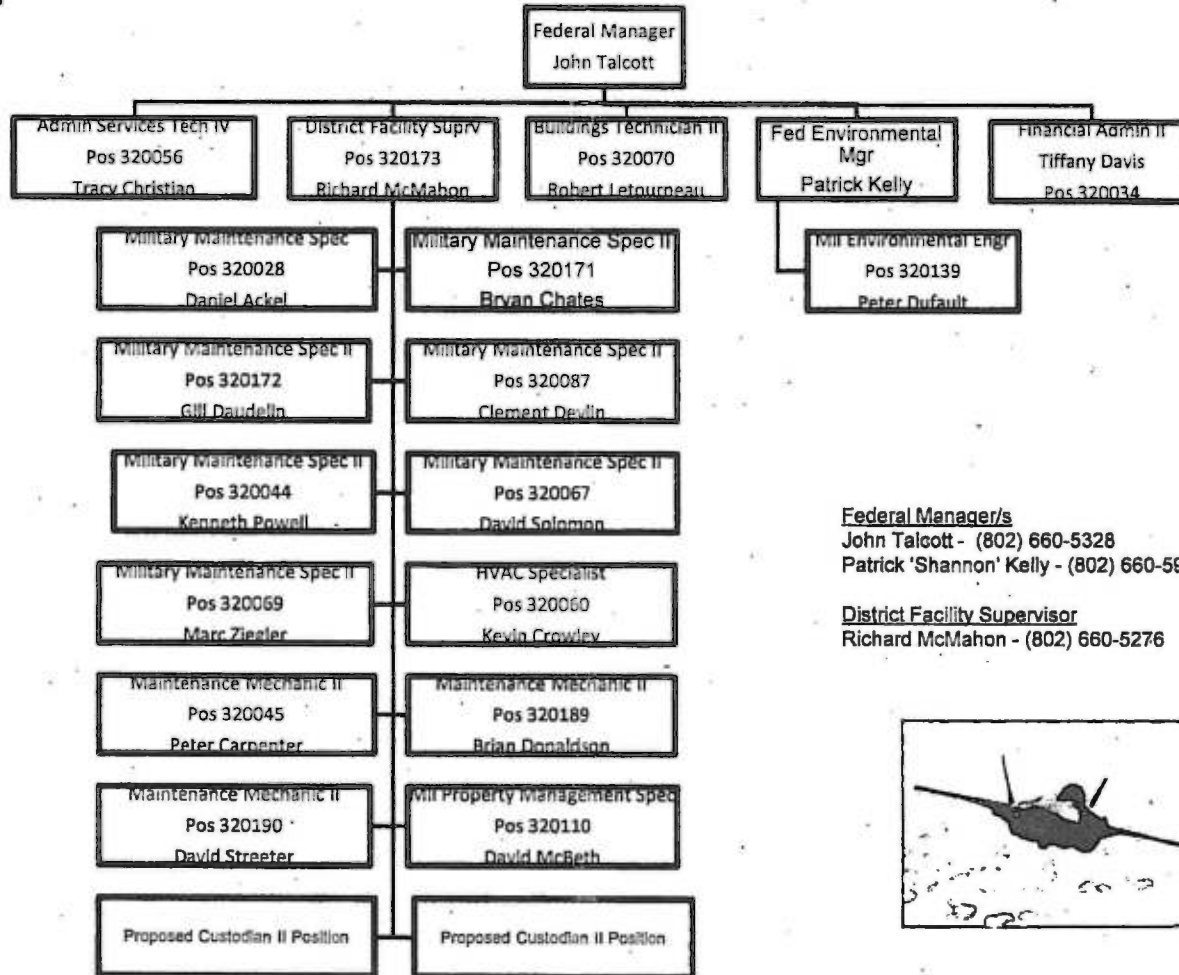 Federal Manager
John Talcott
Admin Services Tech IV
Pos 320056
Tracy Christian
District Facility Suprv
Pos 320173
Richard McMahon
Buildings Technician II
Pos 320070
Robert Letourneau
Fed Environmental
Mgr
Patrick Kelly
Financial Admin II
Tiffany Davis
Pos 320034
Mil Environmental Engr
Pos 320139
Peter Dufault
Military Maintenance Spec
Pos 320028
Daniel Ackel
Military Maintenance Spec II
Pos 320171
Bryan Chates
Military Maintenance Spec II
Pos 320172
Gill Daudelin
Military Maintenance Spec II
Pos 320087
Clement Devlin
Military Maintenance Spec II
Pos 320044
Kenneth Powell
Military Maintenance Spec II
Pos 320067
David Solomon
Military Maintenance Spec II
Pos 320069
Marc Ziegler
HVAC Specialist
Pos 320060
Kevin Crowley
Maintenance Mechanic II
Pos 320045
Peter Carpenter
Maintenance Mechanic II
Pos 320189
Brian Donaldson
Maintenance Mechanic II
Pos 320190
David Streeter
Mil Property Management Spec
Pos 320110
David McBeth
Proposed Custodian II Position
Proposed Custodian II Position
Federal Manager/s
John Talcott - (802) 660-5328
Patrick 'Shannon' Kelly - (802) 660-59
District Facility Supervisor
Richard McMahon - (802) 660-5276